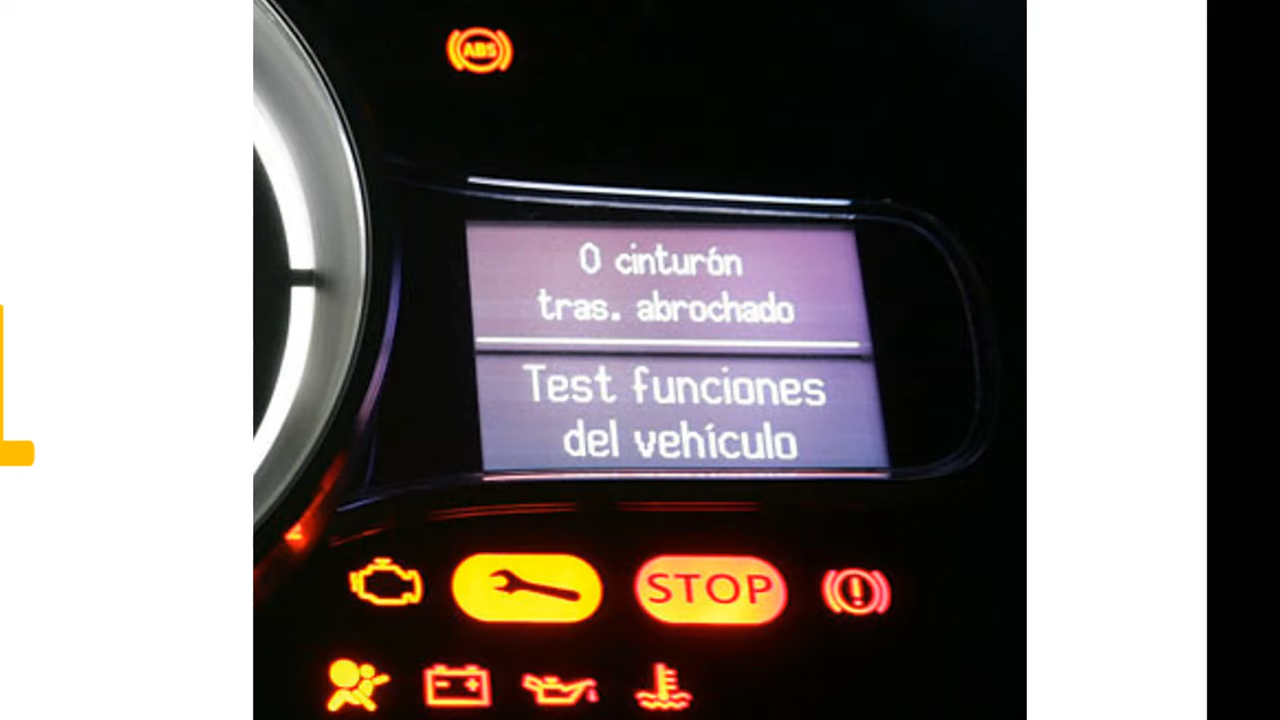 ABS
0 cinturón
tras. abrochado
Test funciones
del vehículo
STOP